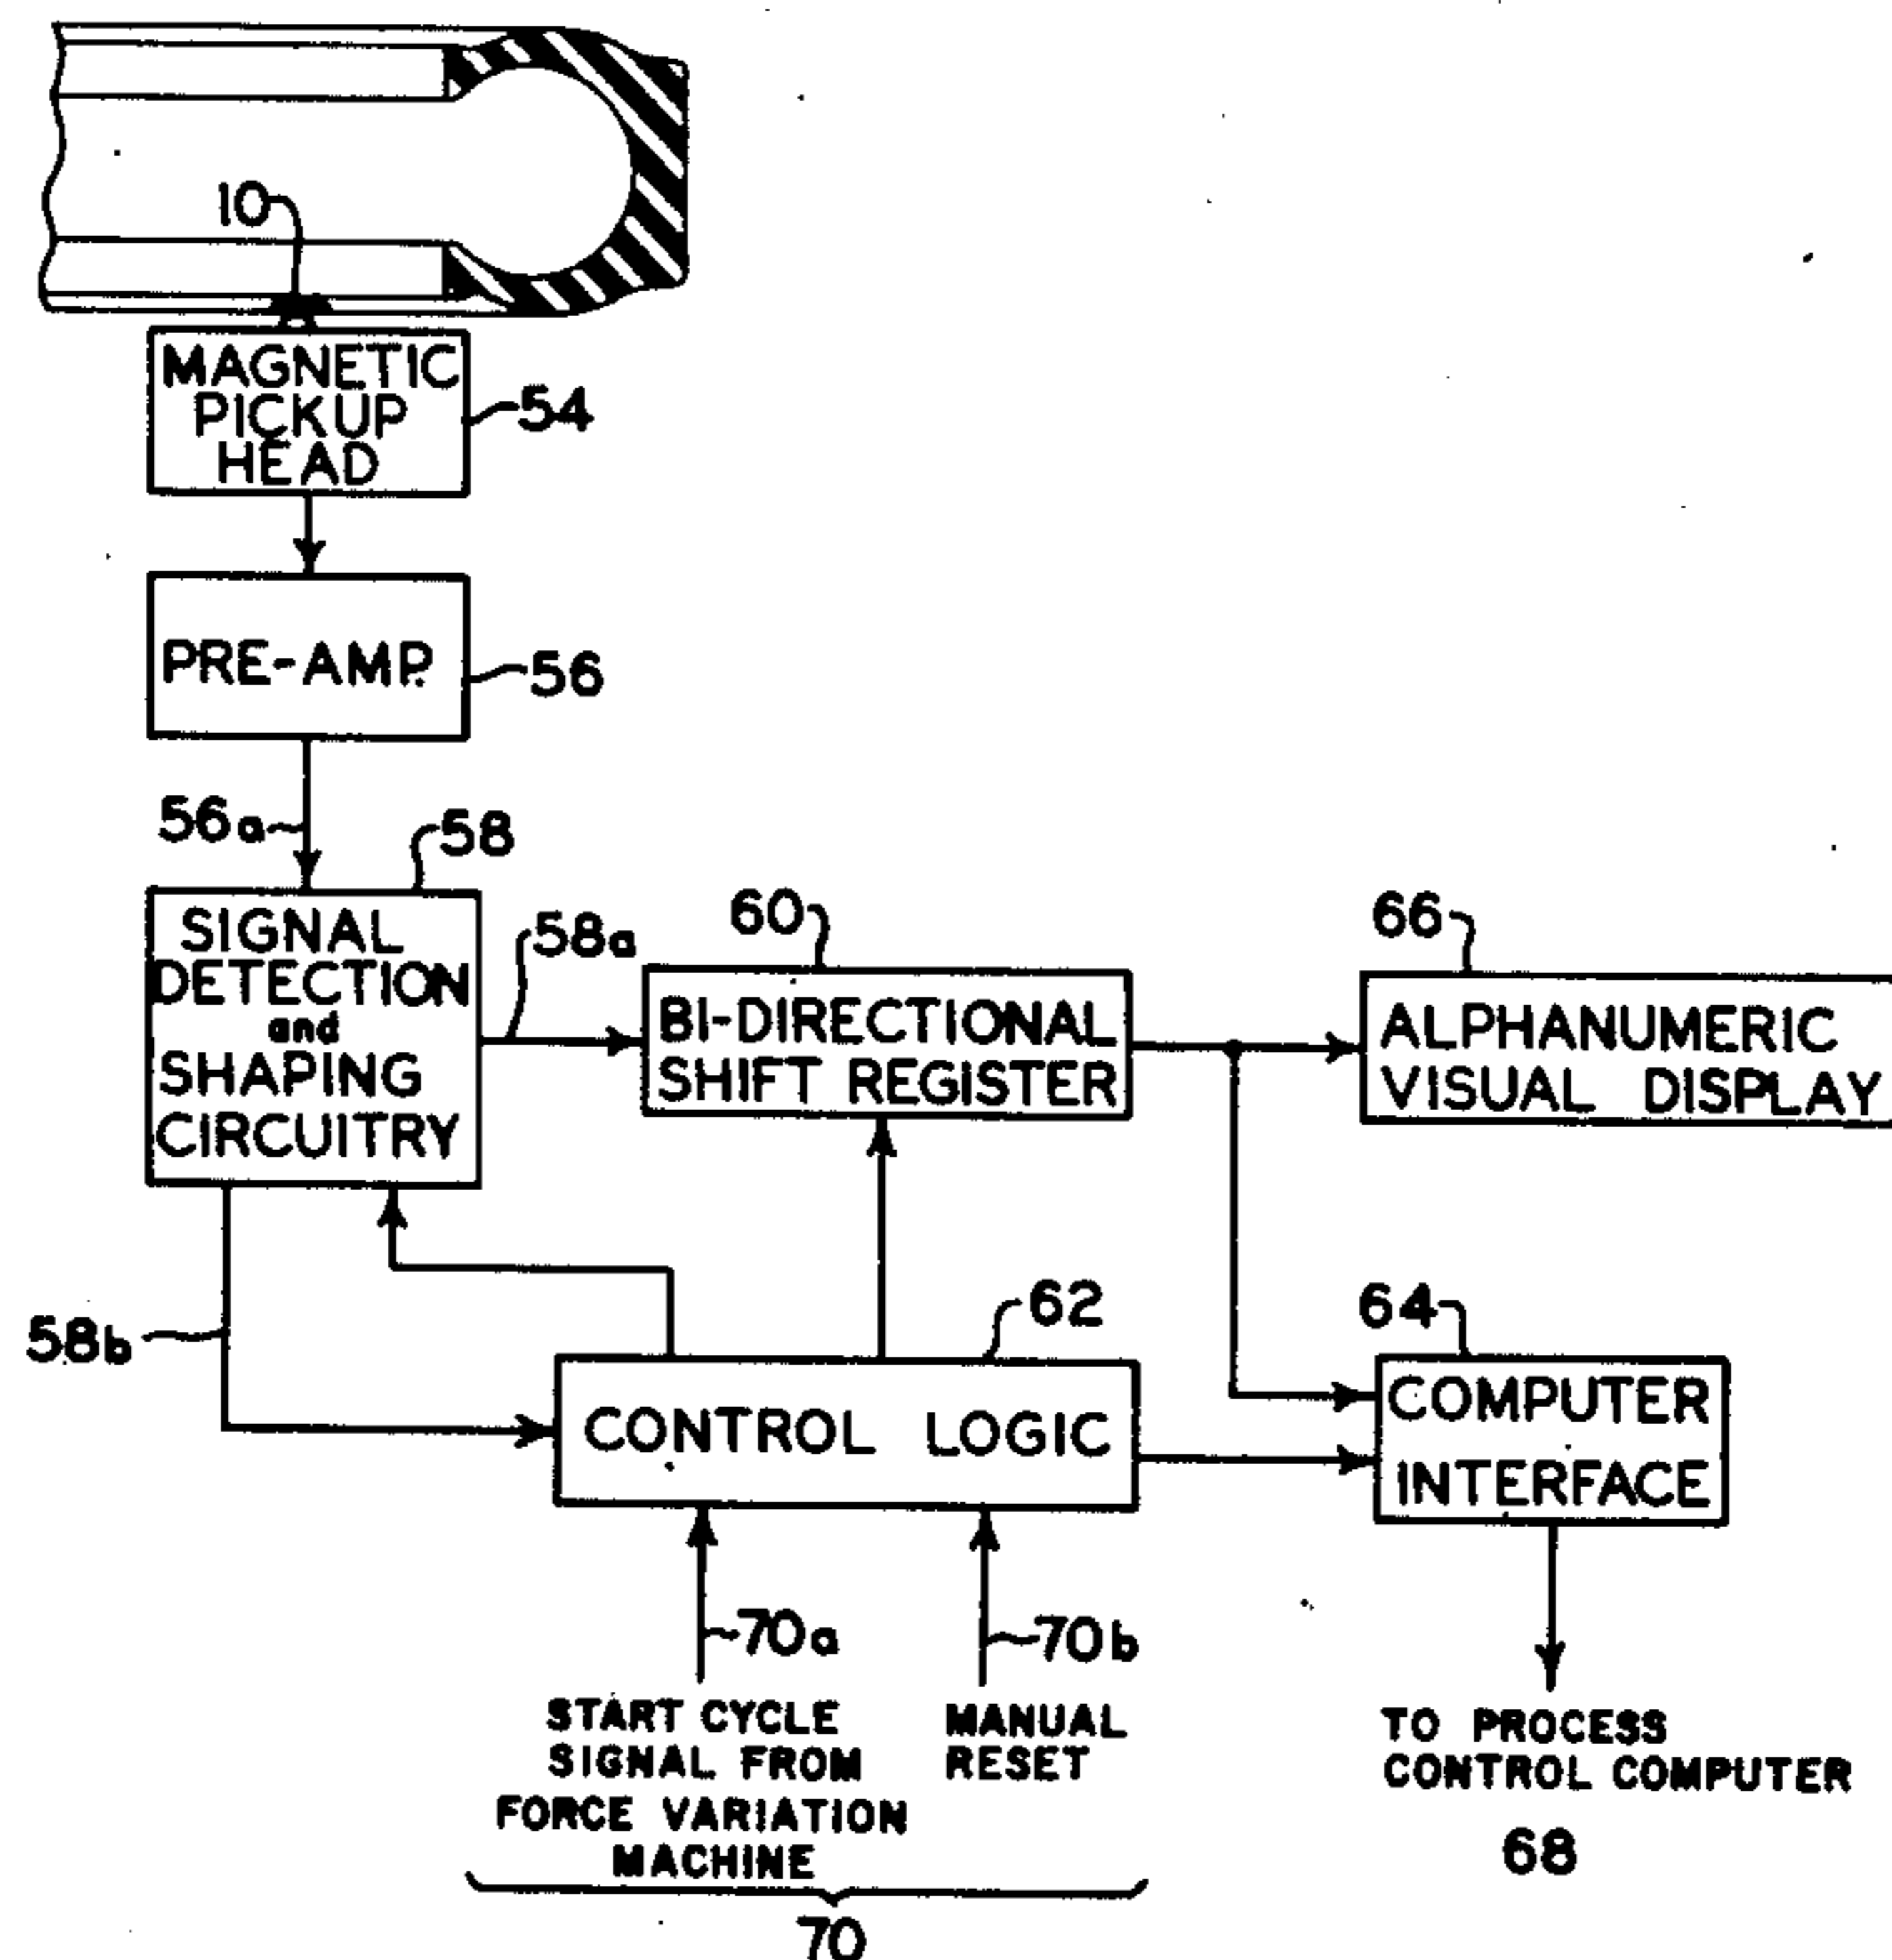 10
MAGNETIC
PICKUP
HEAD
54
PRE-AMP.
56
56a
58
SIGNAL
DETECTION
and
SHAPING
CIRCUITRY
58a
60
BI-DIRECTIONAL
SHIFT REGISTER
66
ALPHANUMERIC
VISUAL DISPLAY
58b
62
CONTROL LOGIC
64
COMPUTER
INTERFACE
70a
70b
START CYCLE
SIGNAL FROM
FORCE VARIATION
MACHINE
MANUAL
RESET
TO PROCESS
CONTROL COMPUTER
68
70